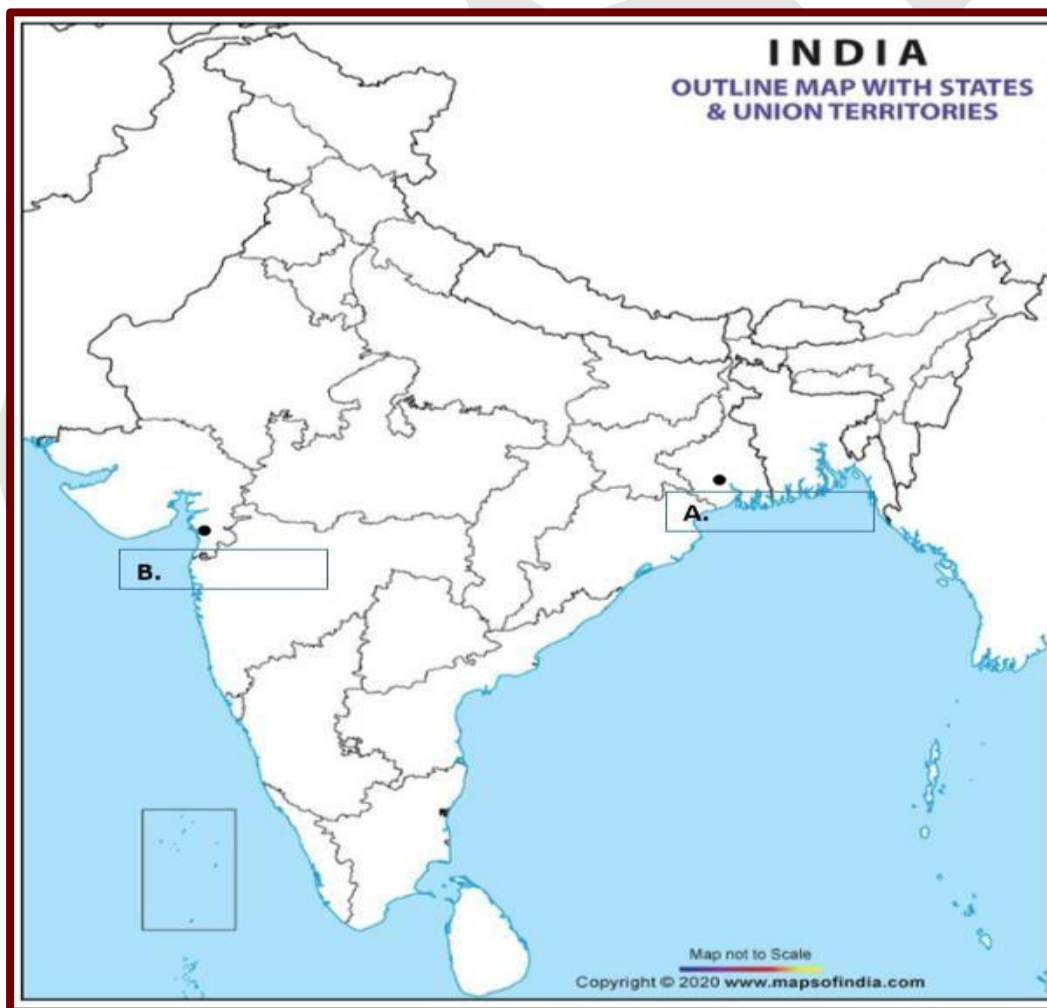 INDIA
OUTLINE MAP WITH STATES
& UNION TERRITORIES
A.
B.
Map not to Scale
Copyright © 2020 www.mapsofindia.com